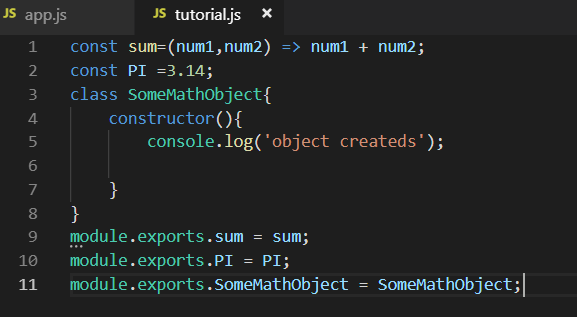 JS app.js JS tutorial.js ×
1 const sum=(num1,num2) => num1 + num2;
2 const PI =3.14;
3 class SomeMathObject{
4 constructor(){
5 console.log('object createds');
6
7 }
8 }
9 module.exports.sum = sum;
10 module.exports.PI = PI;
11 module.exports.SomeMathObject = SomeMathObject;